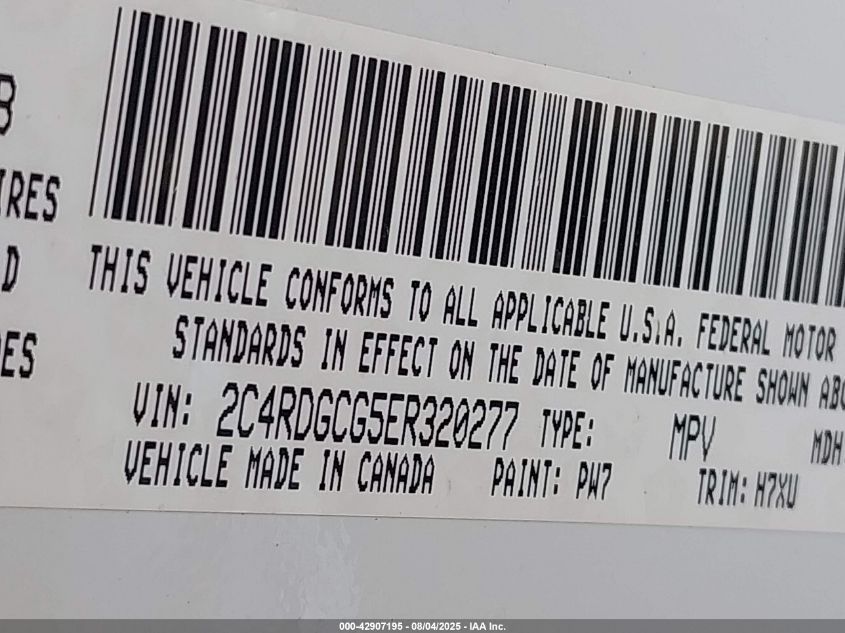 B
IRES
D
ES
THIS VEHICLE CONFORMS TO ALL APPLICABLE U.S.A. FEDERAL MOTOR
STANDARDS IN EFFECT ON THE DATE OF MANUFACTURE SHOWN ABO
VIN: 2C4RDGCG5ER320277 TYPE: MPV MDH
VEHICLE MADE IN CANADA PAINT: PW7 TRIM: H7XU
000-42907195 - 08/04/2025 - IAA Inc.